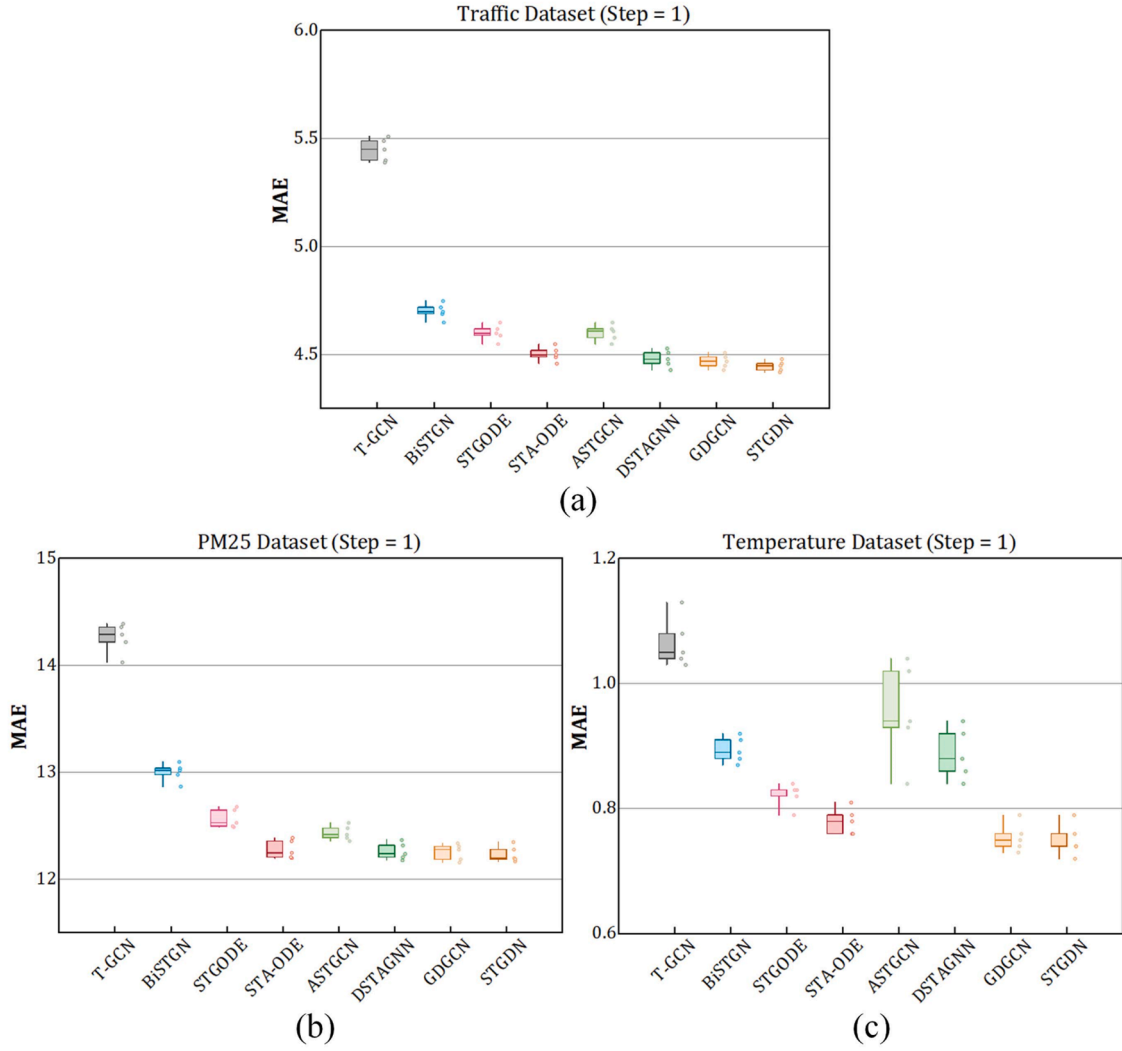 Traffic Dataset (Step = 1)
6.0
5.5
5.0
4.5
MAE
T-GCN
BiSTGN
STGODE
STA-ODE
ASTGCN
DSTAGNN
GDGCN
STGDN
(a)
PM25 Dataset (Step = 1)
15
14
13
12
MAE
T-GCN
BiSTGN
STGODE
STA-ODE
ASTGCN
DSTAGNN
GDGCN
STGDN
(b)
Temperature Dataset (Step = 1)
1.2
1.0
0.8
0.6
MAE
T-GCN
BiSTGN
STGODE
STA-ODE
ASTGCN
DSTAGNN
GDGCN
STGDN
(c)